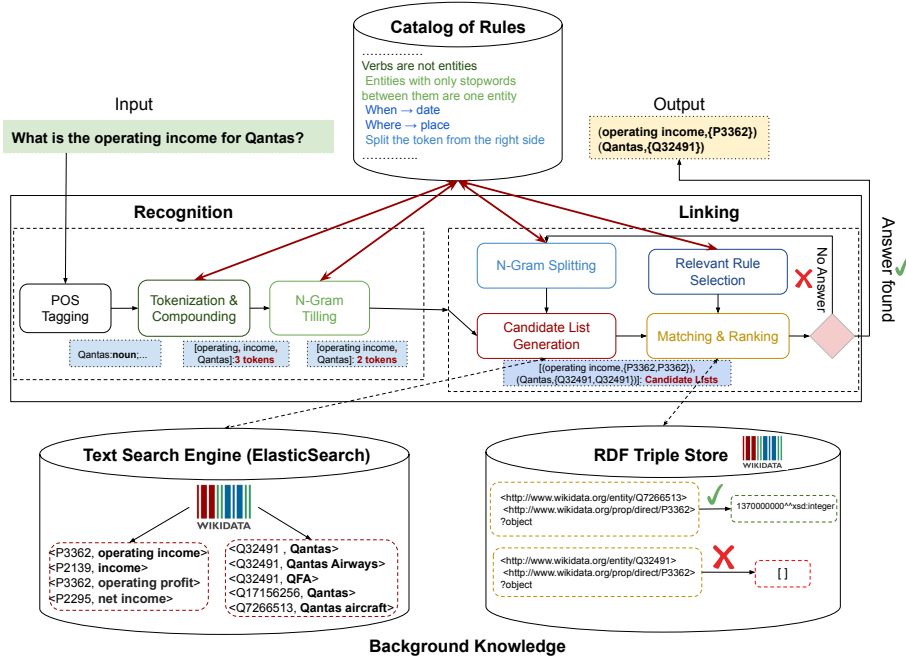 Catalog of Rules
...............
Verbs are not entities
Entities with only stopwords
between them are one entity
When → date
Where → place
Split the token from the right side
..............
Input
What is the operating income for Qantas?
Output
(operating income,{P3362})
(Qantas,{Q32491})
Recognition
Linking
POS
Tagging
Tokenization &
Compounding
N-Gram
Tilling
N-Gram Splitting
Relevant Rule
Selection
Candidate List
Generation
Matching & Ranking
No Answer
Answer found
Qantas:noun;...
[operating, income,
Qantas]:3 tokens
[operating income,
Qantas]: 2 tokens
[(operating income,{P3362,P3362}),
(Qantas,{Q32491,Q32491})]: Candidate Lists
Text Search Engine (ElasticSearch)
WIKIDATA
<P3362, operating income>
<P2139, income>
<P3362, operating profit>
<P2295, net income>
<Q32491 , Qantas>
<Q32491, Qantas Airways>
<Q32491, QFA>
<Q17156256, Qantas>
<Q7266513, Qantas aircraft>
RDF Triple Store
WIKIDATA
<http://www.wikidata.org/entity/Q7266513>
<http://www.wikidata.org/prop/direct/P3362>
?object
1370000000^^xsd:integer
<http://www.wikidata.org/entity/Q32491>
<http://www.wikidata.org/prop/direct/P3362>
?object
[ ]
Background Knowledge